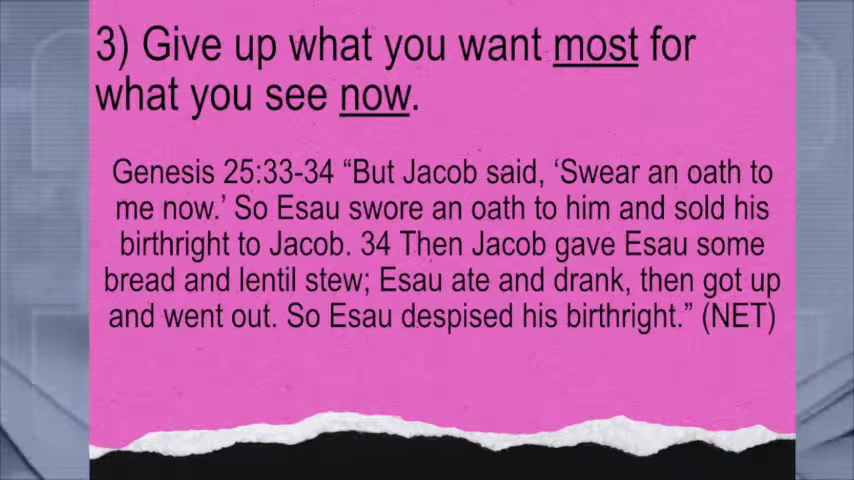 3) Give up what you want most for
what you see now.
Genesis 25:33-34 “But Jacob said, ‘Swear an oath to
me now.’ So Esau swore an oath to him and sold his
birthright to Jacob. 34 Then Jacob gave Esau some
bread and lentil stew; Esau ate and drank, then got up
and went out. So Esau despised his birthright.” (NET)